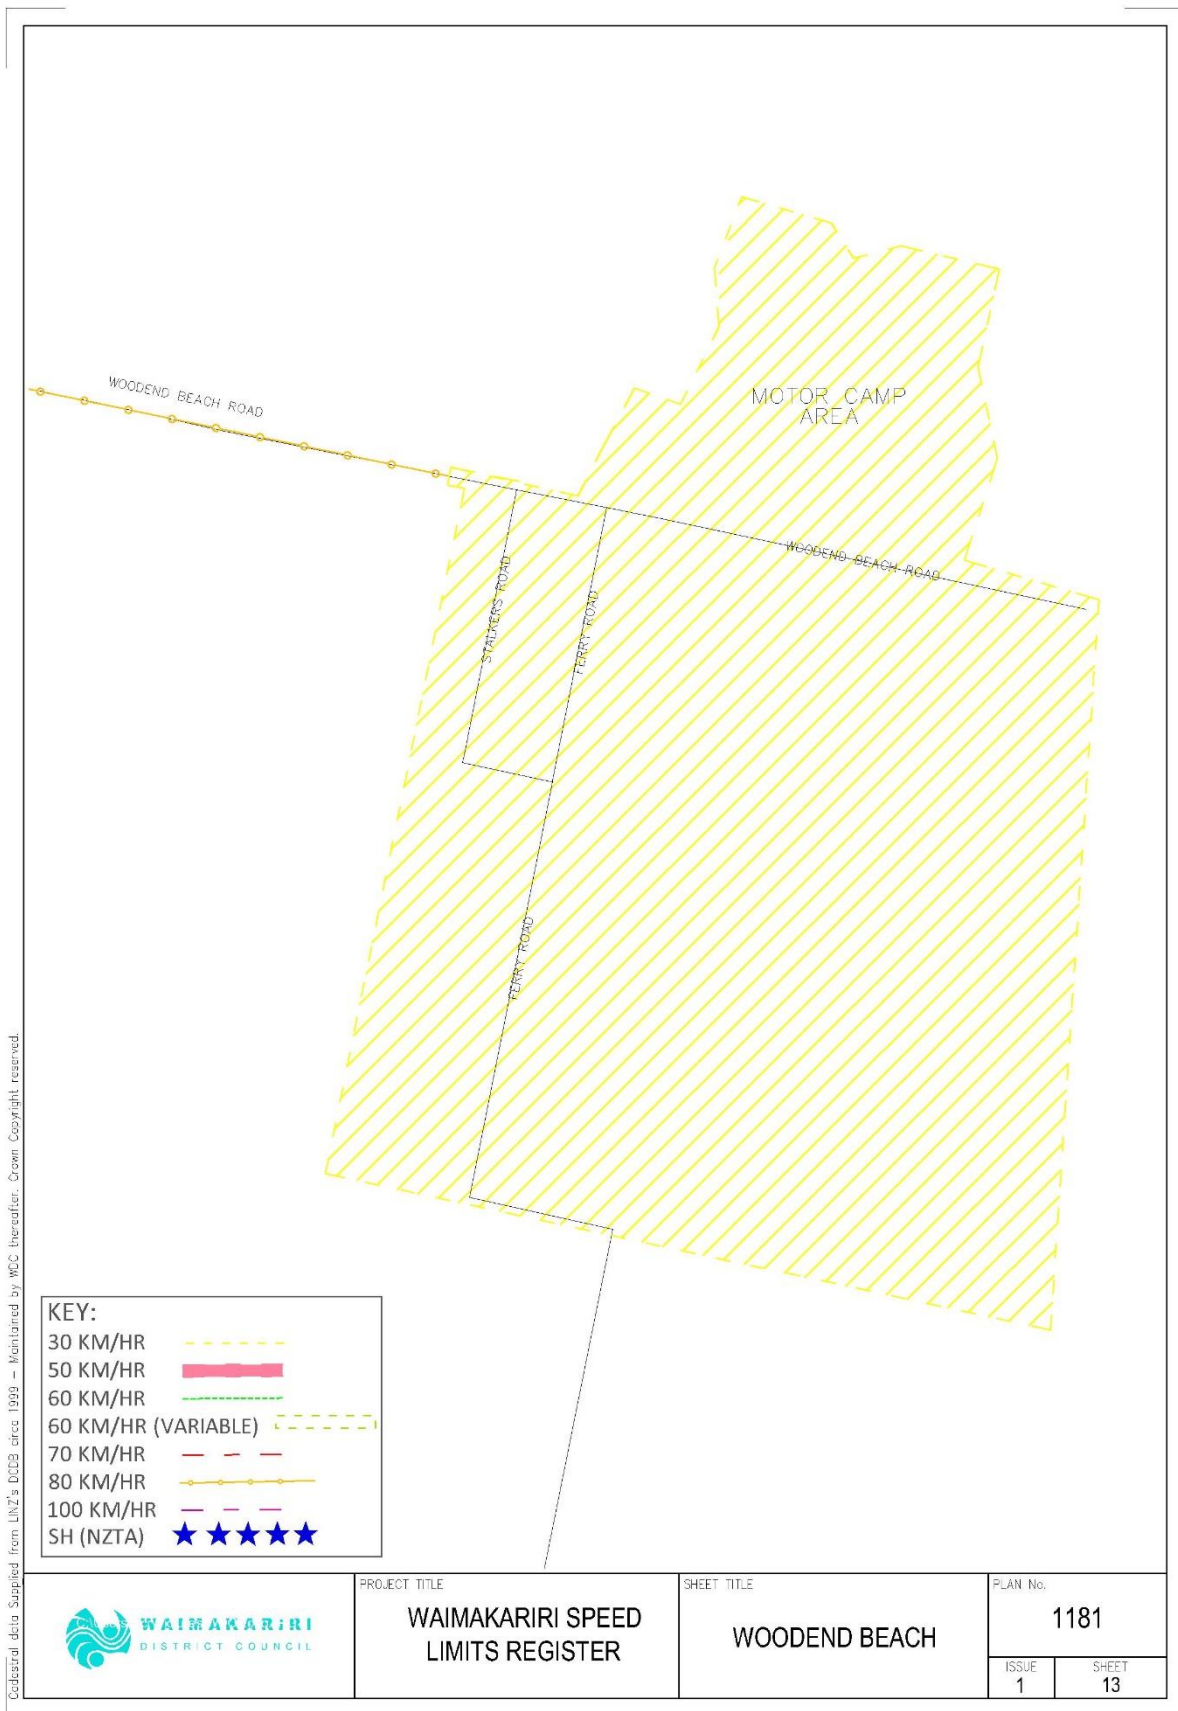 MOTOR CAMP
AREA
WOODEND BEACH ROAD
WOODEND BEACH ROAD
STALKERS ROAD
FERRY ROAD
FERRY ROAD
Cadastral data Supplied from LINZ's DCDB circa 1999 – Maintained by WDC thereafter. Crown Copyright reserved.
KEY:
30 KM/HR
50 KM/HR
60 KM/HR
60 KM/HR (VARIABLE)
70 KM/HR
80 KM/HR
100 KM/HR
SH (NZTA)
WAIMAKARIRI
DISTRICT COUNCIL
PROJECT TITLE
WAIMAKARIRI SPEED
LIMITS REGISTER
SHEET TITLE
WOODEND BEACH
PLAN No.
1181
ISSUE
1
SHEET
13